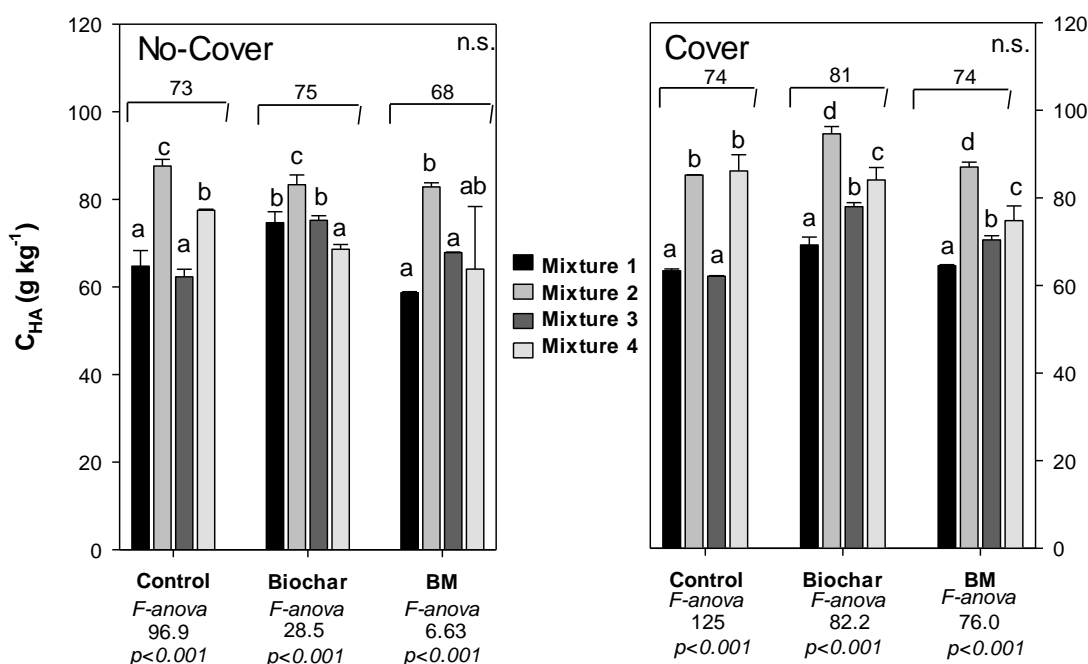 No-Cover
n.s.
120
100
80
60
40
20
0
C_HA (g kg⁻¹)
73
75
68
a
c
a
b
b
c
b
a
a
b
a
ab
Control
Biochar
BM
F-anova
F-anova
F-anova
96.9
28.5
6.63
p<0.001
p<0.001
p<0.001
Mixture 1
Mixture 2
Mixture 3
Mixture 4
Cover
n.s.
74
81
74
a
b
a
b
a
d
b
c
a
d
b
c
120
100
80
60
40
20
0
Control
Biochar
BM
F-anova
F-anova
F-anova
125
82.2
76.0
p<0.001
p<0.001
p<0.001